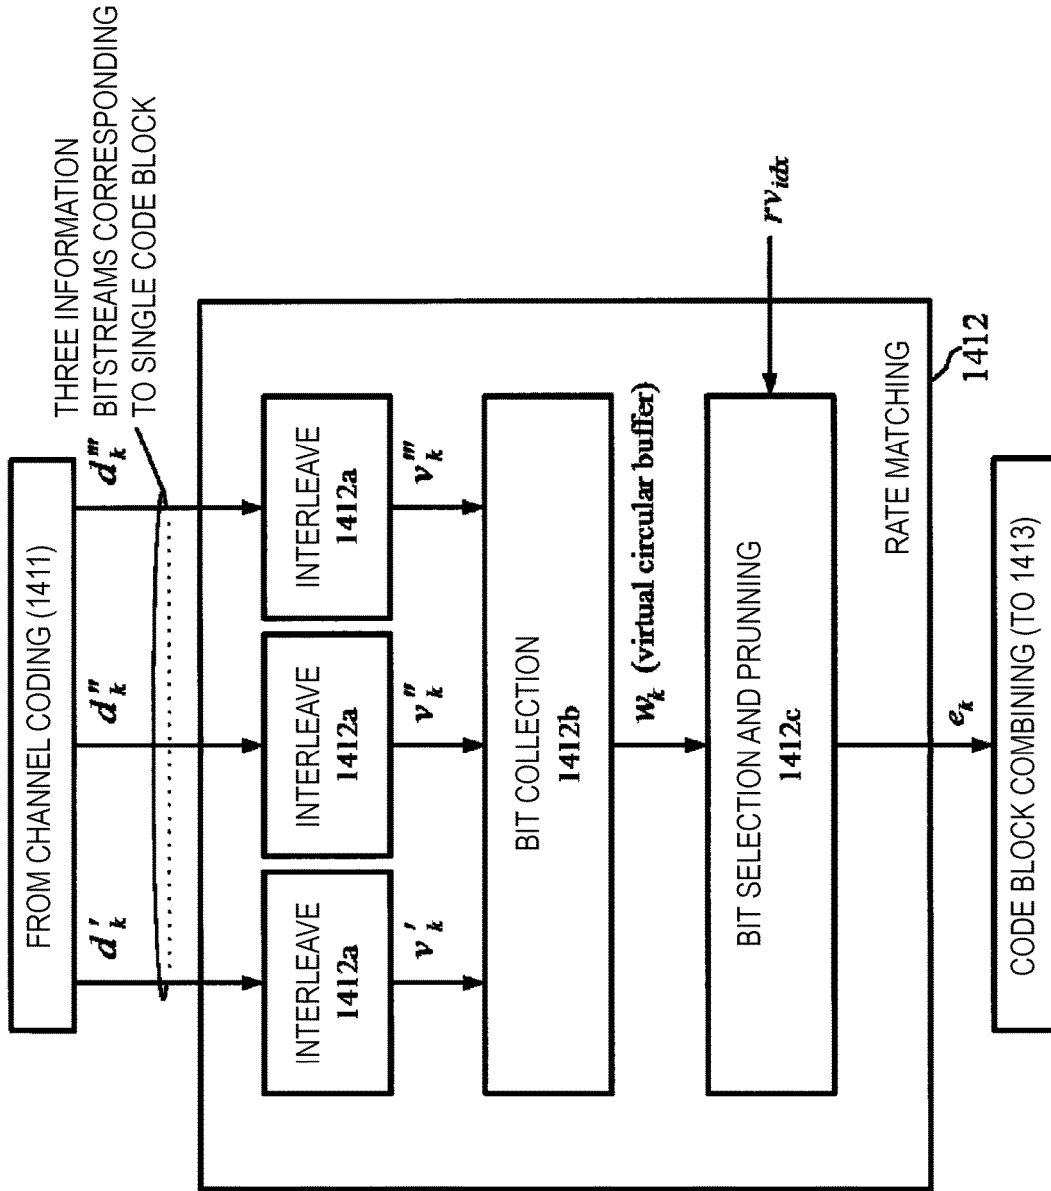 FROM CHANNEL CODING (1411)
THREE INFORMATION
BITSTREAMS CORRESPONDING
TO SINGLE CODE BLOCK
d'k
d''k
d'''k
INTERLEAVE
1412a
INTERLEAVE
1412a
INTERLEAVE
1412a
v'k
v''k
v'''k
BIT COLLECTION
1412b
wk (virtual circular buffer)
rvidx
BIT SELECTION AND PRUNNING
1412c
RATE MATCHING
1412
ek
CODE BLOCK COMBINING (TO 1413)